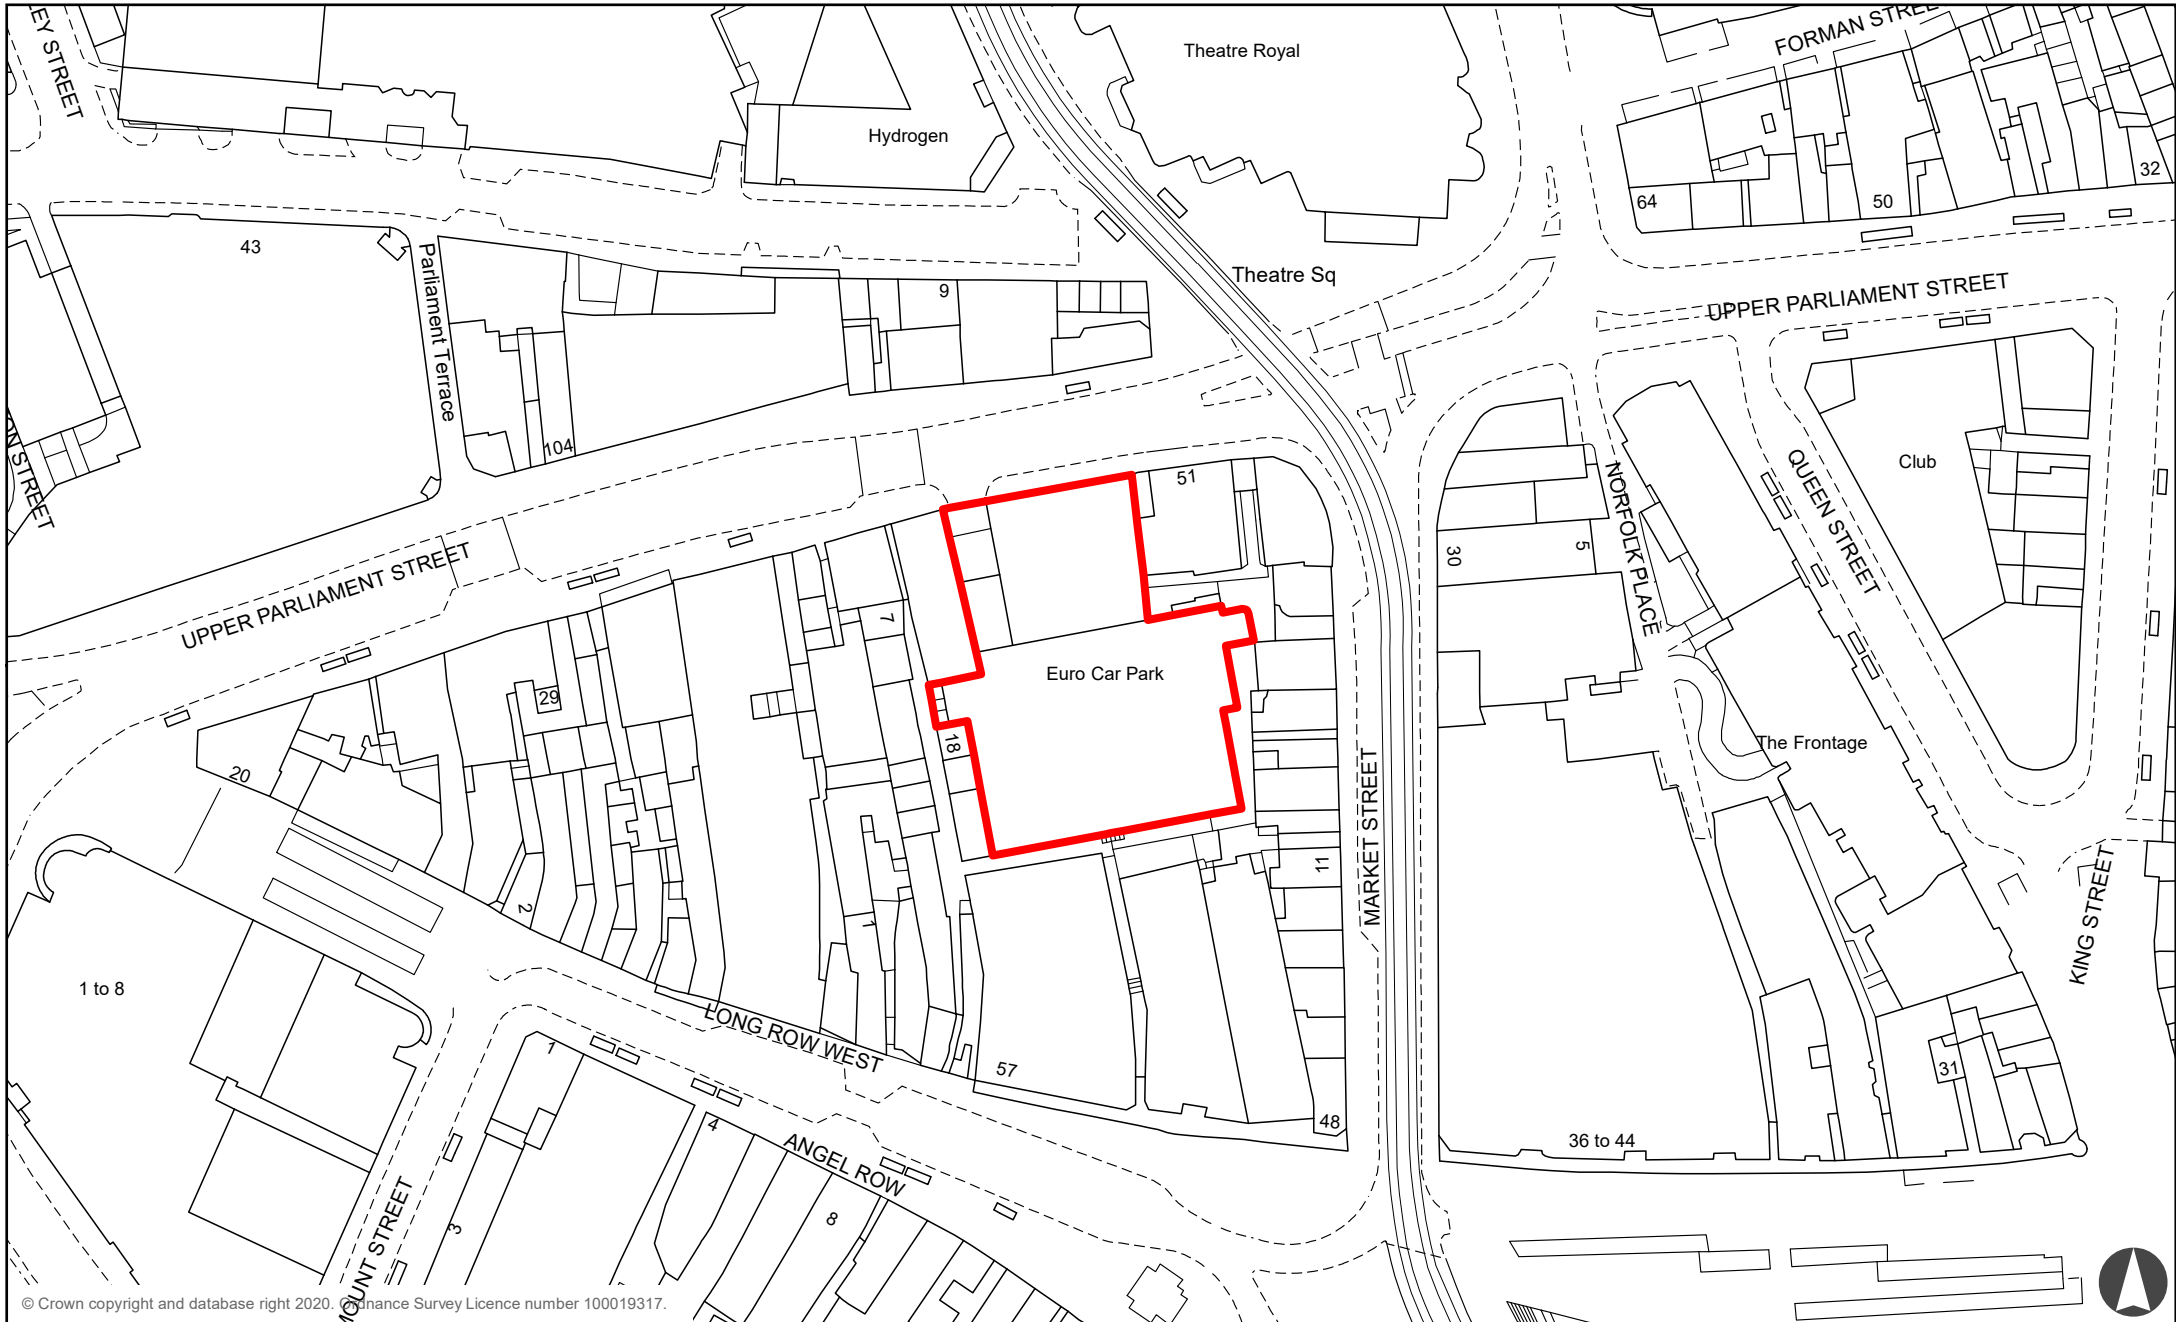 EY STREET
Theatre Royal
FORMAN STREE
Hydrogen
32
64
50
43
Parliament Terrace
9
Theatre Sq
UPPER PARLIAMENT STREET
104
51
Club
QUEEN STREET
NORFOLK PLACE
ON STREET
30
5
UPPER PARLIAMENT STREET
7
Euro Car Park
29
18
The Frontage
20
MARKET STREET
11
2
1
KING STREET
1 to 8
LONG ROW WEST
1
57
31
4
48
36 to 44
ANGEL ROW
8
3
MOUNT STREET
© Crown copyright and database right 2020. Ordnance Survey Licence number 100019317.